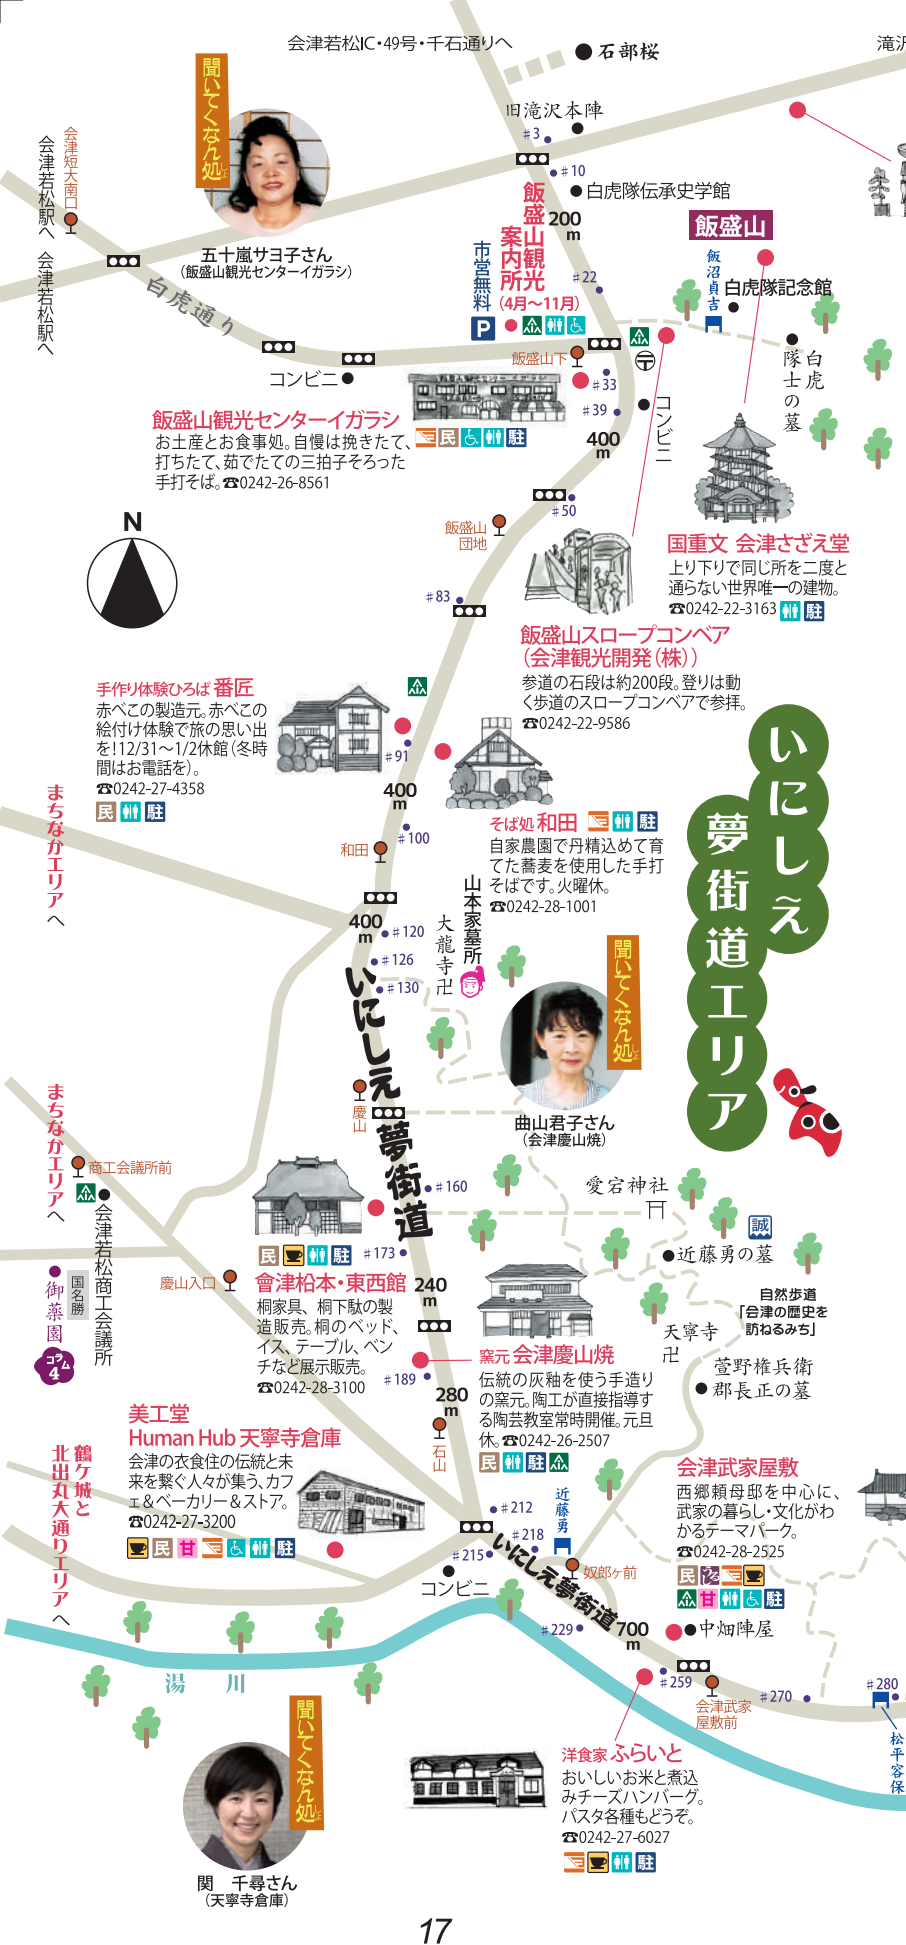 会津若松IC・49号・千石通りへ
石部桜
滝沢
旧滝沢本陣
♯3
♯10
白虎隊伝承史学館
聞いてくなん処
五十嵐サヨ子さん
(飯盛山観光センターイガラシ)
会津短大南口
会津若松駅へ
会津若松駅へ
白虎通り
飯盛山観光
案内所
(4月〜11月)
市営無料
P
200
m
♯22
飯盛山
飯沼貞吉
白虎隊記念館
白虎
隊士の墓
コンビニ
飯盛山下
♯33
♯39
コンビニ
400
m
飯盛山観光センターイガラシ
お土産とお食事処。自慢は挽きたて、
打ちたて、茹でたての三拍子そろった
手打そば。☎0242-26-8561
民
駐
♯50
飯盛山
団地
N
♯83
国重文 会津さざえ堂
上り下りで同じ所を二度と
通らない世界唯一の建物。
☎0242-22-3163
駐
飯盛山スロープコンベア
(会津観光開発(株))
参道の石段は約200段。登りは動
く歩道のスロープコンベアで参拝。
☎0242-22-9586
手作り体験ひろば 番匠
赤べこの製造元。赤べこの
絵付け体験で旅の思い出
を!12/31〜1/2休館(冬時
間はお電話を)。
☎0242-27-4358
民
駐
♯91
400
m
♯100
和田
そば処 和田
駐
自家農園で丹精込めて育
てた蕎麦を使用した手打
そばです。火曜休。
☎0242-28-1001
いにしえ
夢街道エリア
まちなかエリアへ
400
m
♯120
♯126
♯130
大龍寺卍
山本家墓所
いにしえ夢街道
聞いてくなん処
曲山君子さん
(会津慶山焼)
慶山
まちなかエリアへ
商工会議所前
会津若松商工会議所
国名勝
御薬園
コラム
4
♯160
♯173
民
駐
慶山入口
會津松本・東西館
桐家具、桐下駄の製
造販売。桐のベッド、
イス、テーブル、ベン
チなど展示販売。
☎0242-28-3100
240
m
♯189
280
m
石山
愛宕神社
誠
近藤勇の墓
自然歩道
「会津の歴史を
訪ねるみち」
天寧寺
卍
萱野権兵衛
郡長正の墓
窯元 会津慶山焼
伝統の灰釉を使う手造り
の窯元。陶工が直接指導す
る陶芸教室常時開催。元旦
休。☎0242-26-2507
民
駐
美工堂
Human Hub 天寧寺倉庫
会津の衣食住の伝統と未
来を繋ぐ人々が集う、カフ
ェ&ベーカリー&ストア。
☎0242-27-3200
民
甘
駐
鶴ケ城と
北出丸大通りエリアへ
会津武家屋敷
西郷頼母邸を中心に、
武家の暮らし・文化がわ
かるテーマパーク。
☎0242-28-2525
民
甘
駐
♯212
♯218
♯215
近藤勇
奴郎ヶ前
コンビニ
いにしえ夢街道
♯229
700
m
中畑陣屋
♯259
会津武家
屋敷前
♯270
♯280
松平容保
湯川
聞いてくなん処
関 千尋さん
(天寧寺倉庫)
洋食家 ふらいと
おいしいお米と煮込
みチーズハンバーグ。
パスタ各種もどうぞ。
☎0242-27-6027
駐
17